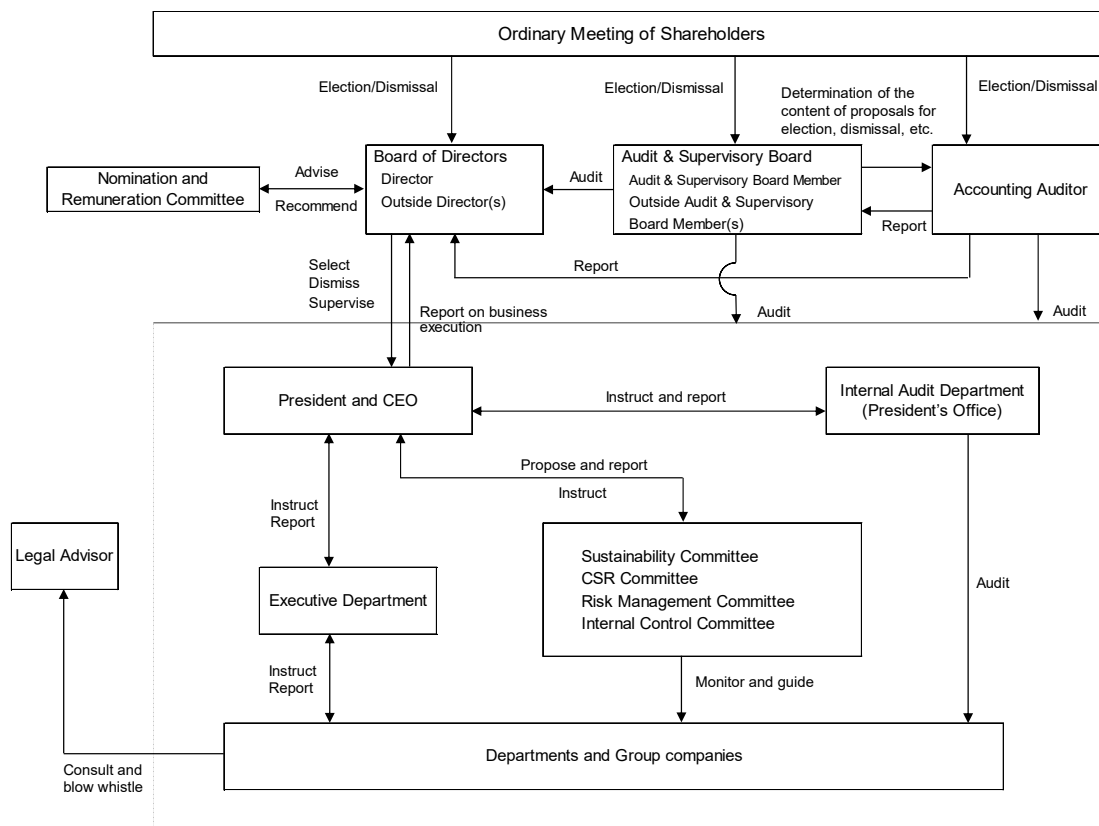 Ordinary Meeting of Shareholders
Election/Dismissal
Election/Dismissal
Election/Dismissal
Determination of the
content of proposals for
election, dismissal, etc.
Nomination and
Remuneration Committee
Advise
Recommend
Board of Directors
Director
Outside Director(s)
Audit
Audit & Supervisory Board
Audit & Supervisory Board Member
Outside Audit & Supervisory
Board Member(s)
Accounting Auditor
Report
Report
Select
Dismiss
Supervise
Report on business
execution
Audit
Audit
President and CEO
Instruct and report
Internal Audit Department
(President's Office)
Propose and report
Instruct
Instruct
Report
Legal Advisor
Executive Department
Sustainability Committee
CSR Committee
Risk Management Committee
Internal Control Committee
Audit
Instruct
Report
Monitor and guide
Departments and Group companies
Consult and
blow whistle